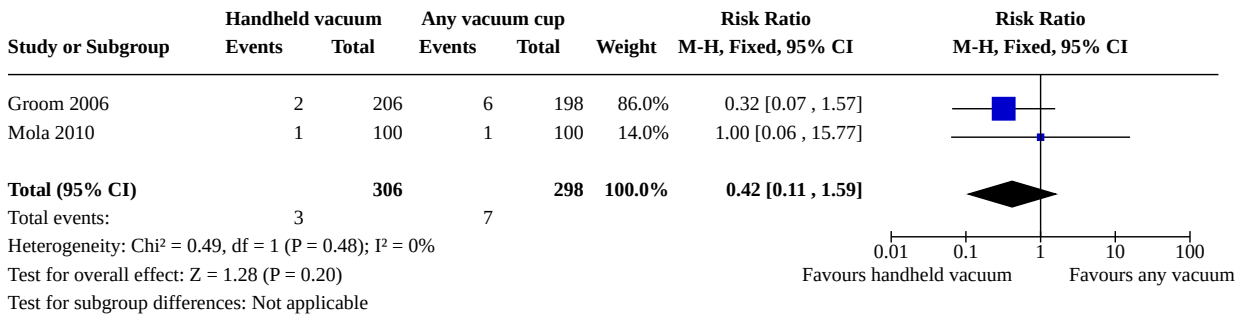 Handheld vacuum Any vacuum cup Risk Ratio Risk Ratio
Study or Subgroup Events Total Events Total Weight M-H, Fixed, 95% CI M-H, Fixed, 95% CI
Groom 2006 2 206 6 198 86.0% 0.32 [0.07 , 1.57]
Mola 2010 1 100 1 100 14.0% 1.00 [0.06 , 15.77]
Total (95% CI) 306 298 100.0% 0.42 [0.11 , 1.59]
Total events: 3 7
Heterogeneity: Chi² = 0.49, df = 1 (P = 0.48); I² = 0% 0.01 0.1 1 10 100
Test for overall effect: Z = 1.28 (P = 0.20) Favours handheld vacuum Favours any vacuum
Test for subgroup differences: Not applicable